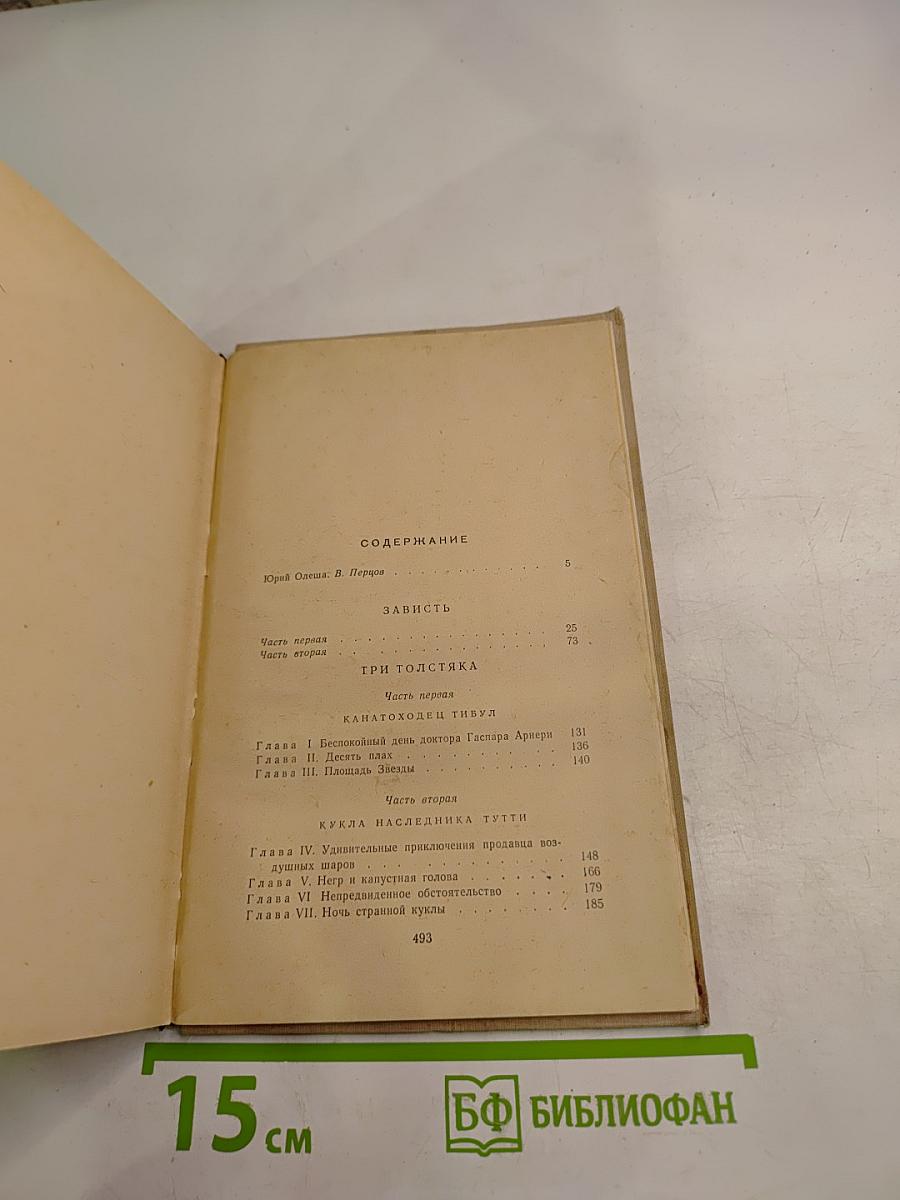 СОДЕРЖАНИЕ
Юрий Олеша. В. Перцов . . . . . . . . . . . . 5
ЗАВИСТЬ
Часть первая . . . . . . . . . . . . . . . . 25
Часть вторая . . . . . . . . . . . . . . . . 73
ТРИ ТОЛСТЯКА
Часть первая
КАНАТОХОДЕЦ ТИБУЛ
Глава I Беспокойный день доктора Гаспара Арнери 131
Глава II. Десять плах . . . . . . . . . . . 136
Глава III. Площадь Звезды . . . . . . . . . . 140
Часть вторая
КУКЛА НАСЛЕДНИКА ТУТТИ
Глава IV. Удивительные приключения продавца воз-
душных шаров . . . . . . . . . . . . . 148
Глава V. Негр и капустная голова . . . . . . . 166
Глава VI Непредвиденное обстоятельство . . . . 179
Глава VII. Ночь странной куклы . . . . . . . . 185
493
15 см
БФ БИБЛИОФАН